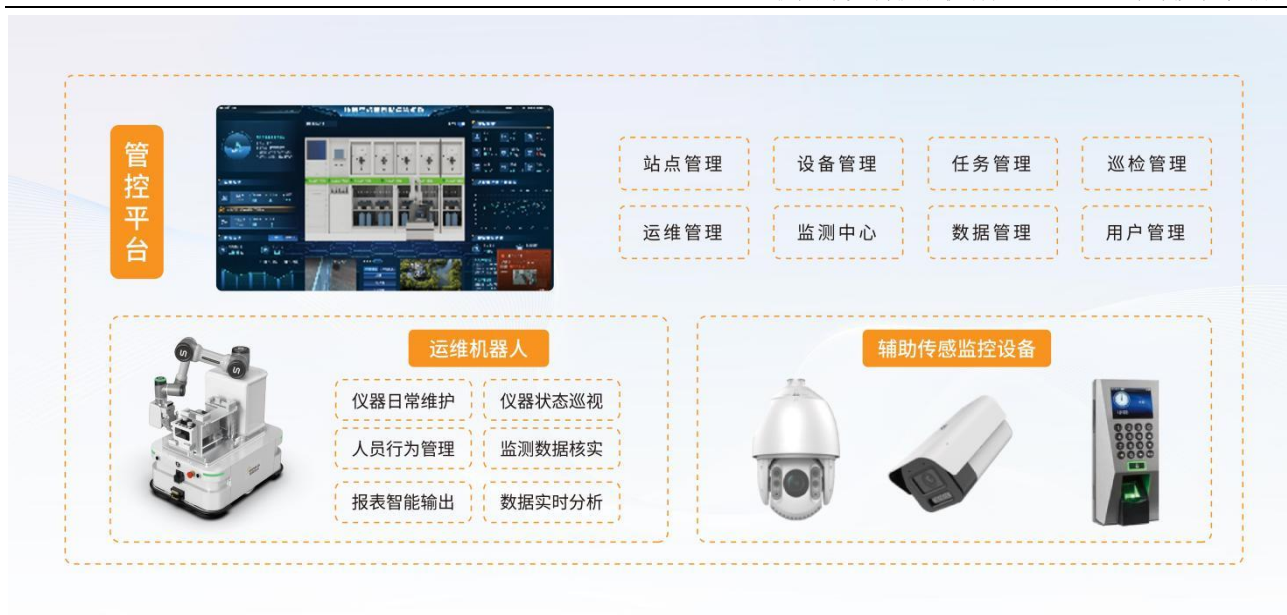 管控平台
站点管理
设备管理
任务管理
巡检管理
运维管理
监测中心
数据管理
用户管理
运维机器人
仪器日常维护
仪器状态巡视
人员行为管理
监测数据核实
报表智能输出
数据实时分析
辅助传感监控设备